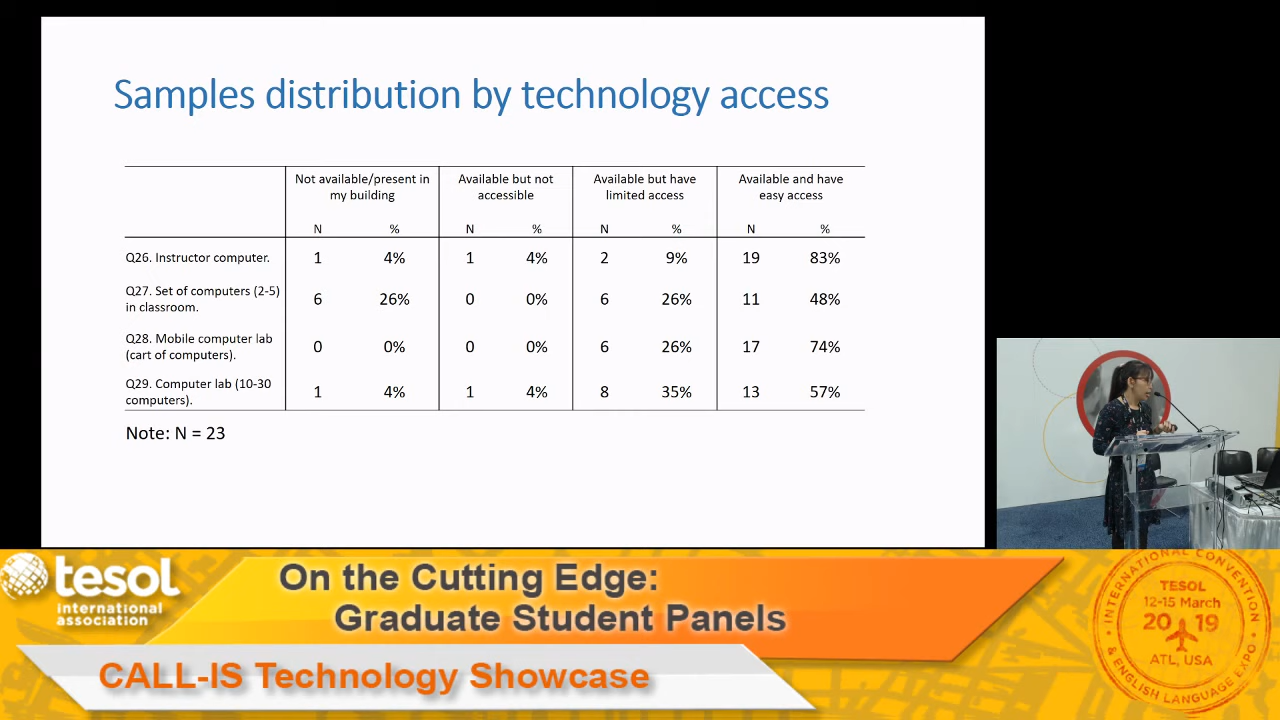 Samples distribution by technology access
Not available/present in my building
Available but not accessible
Available but have limited access
Available and have easy access
N % N % N % N %
Q26. Instructor computer. 1 4% 1 4% 2 9% 19 83%
Q27. Set of computers (2-5) in classroom. 6 26% 0 0% 6 26% 11 48%
Q28. Mobile computer lab (cart of computers). 0 0% 0 0% 6 26% 17 74%
Q29. Computer lab (10-30 computers). 1 4% 1 4% 8 35% 13 57%
Note: N = 23
tesol
international
association
On the Cutting Edge:
Graduate Student Panels
CALL-IS Technology Showcase
INTERNATIONAL CONVENTION
TESOL
12-15 March
20 19
ATL, USA
& ENGLISH LANGUAGE EXPO